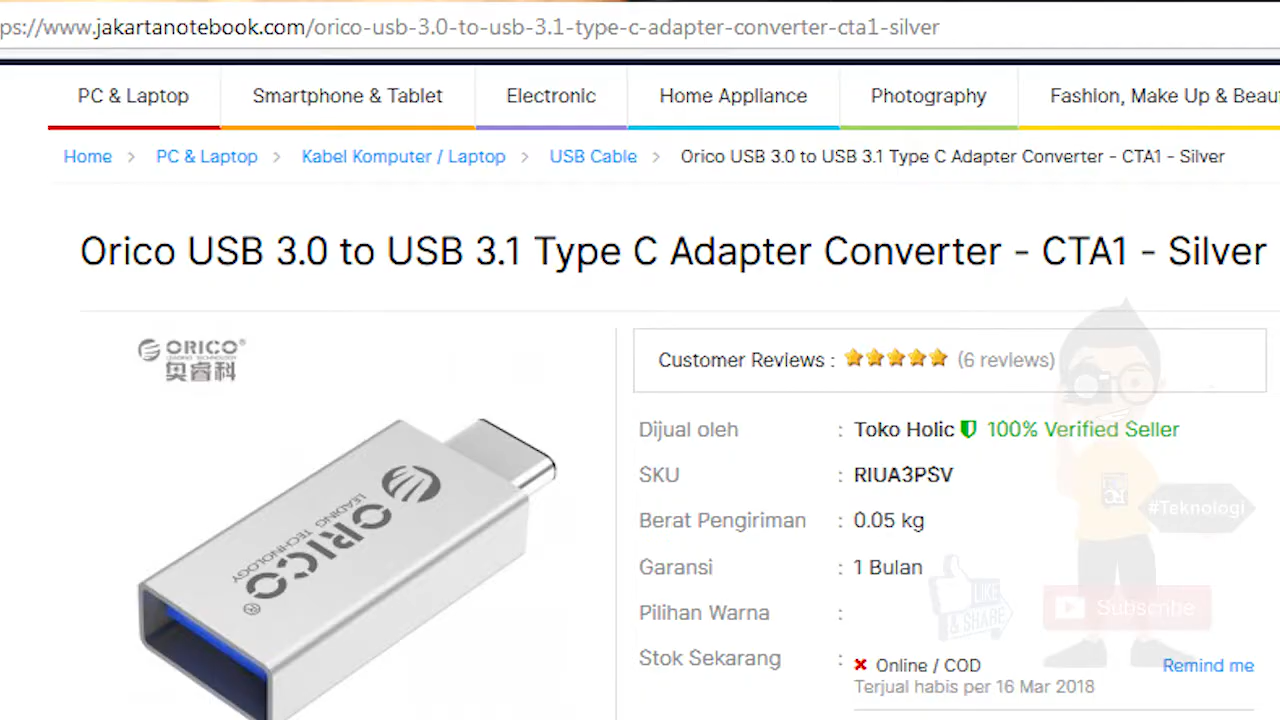 ps://www.jakartanotebook.com/orico-usb-3.0-to-usb-3.1-type-c-adapter-converter-cta1-silver
PC & Laptop
Smartphone & Tablet
Electronic
Home Appliance
Photography
Fashion, Make Up & Beau
Home > PC & Laptop > Kabel Komputer / Laptop > USB Cable > Orico USB 3.0 to USB 3.1 Type C Adapter Converter - CTA1 - Silver
Orico USB 3.0 to USB 3.1 Type C Adapter Converter - CTA1 - Silver
ORICO®
LEADING TECHNOLOGY
奥睿科
ORICO®
LEADING TECHNOLOGY
Customer Reviews : (6 reviews)
Dijual oleh : Toko Holic 100% Verified Seller
SKU : RIUA3PSV
Berat Pengiriman : 0.05 kg
Garansi : 1 Bulan
Pilihan Warna :
Stok Sekarang : Online / COD Remind me
Terjual habis per 16 Mar 2018
#Teknologi
LIKE
& SHARE
Subscribe